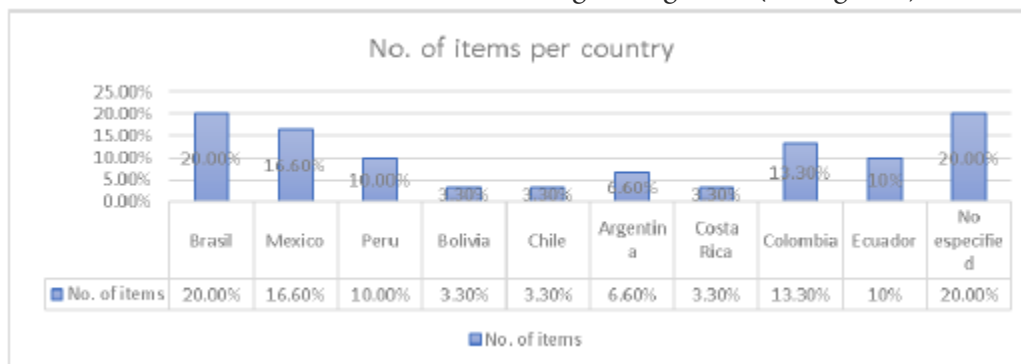 No. of items per country
25.00%
20.00%
15.00%
10.00%
5.00%
0.00%
20.00% 16.60% 10.00% 3.30% 3.30% 6.60% 3.30% 13.30% 10% 20.00%
Brasil Mexico Peru Bolivia Chile Argentin a Costa Rica Colombia Ecuador No especifie d
No. of items 20.00% 16.60% 10.00% 3.30% 3.30% 6.60% 3.30% 13.30% 10% 20.00%
No. of items